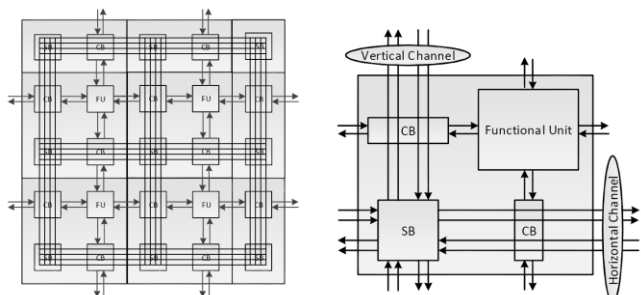 SB CB SB CB SB
CB FU CB FU CB
SB CB SB CB SB
CB FU CB FU CB
SB CB SB CB SB
Vertical Channel
CB
Functional Unit
SB
CB
Horizontal Channel